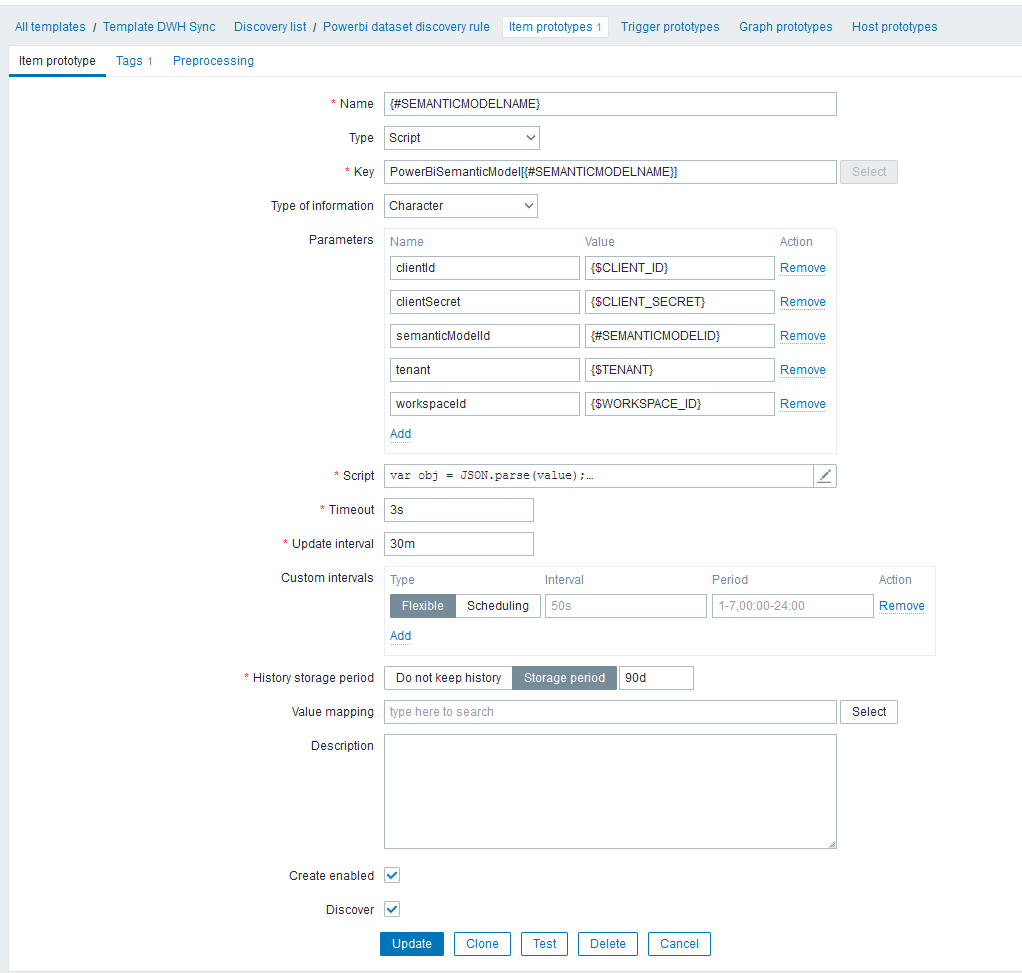 All templates / Template DWH Sync Discovery list / Powerbi dataset discovery rule Item prototypes 1 Trigger prototypes Graph prototypes Host prototypes
Item prototype Tags 1 Preprocessing
* Name {#SEMANTICMODELNAME}
Type Script
* Key PowerBiSemanticModel[{#SEMANTICMODELNAME}] Select
Type of information Character
Parameters Name Value Action
clientId {$CLIENT_ID} Remove
clientSecret {$CLIENT_SECRET} Remove
semanticModelId {#SEMANTICMODELID} Remove
tenant {$TENANT} Remove
workspaceId {$WORKSPACE_ID} Remove
Add
* Script var obj = JSON.parse(value);…
* Timeout 3s
* Update interval 30m
Custom intervals Type Interval Period Action
Flexible Scheduling 50s 1-7,00:00-24:00 Remove
Add
* History storage period Do not keep history Storage period 90d
Value mapping type here to search Select
Description
Create enabled
Discover
Update Clone Test Delete Cancel